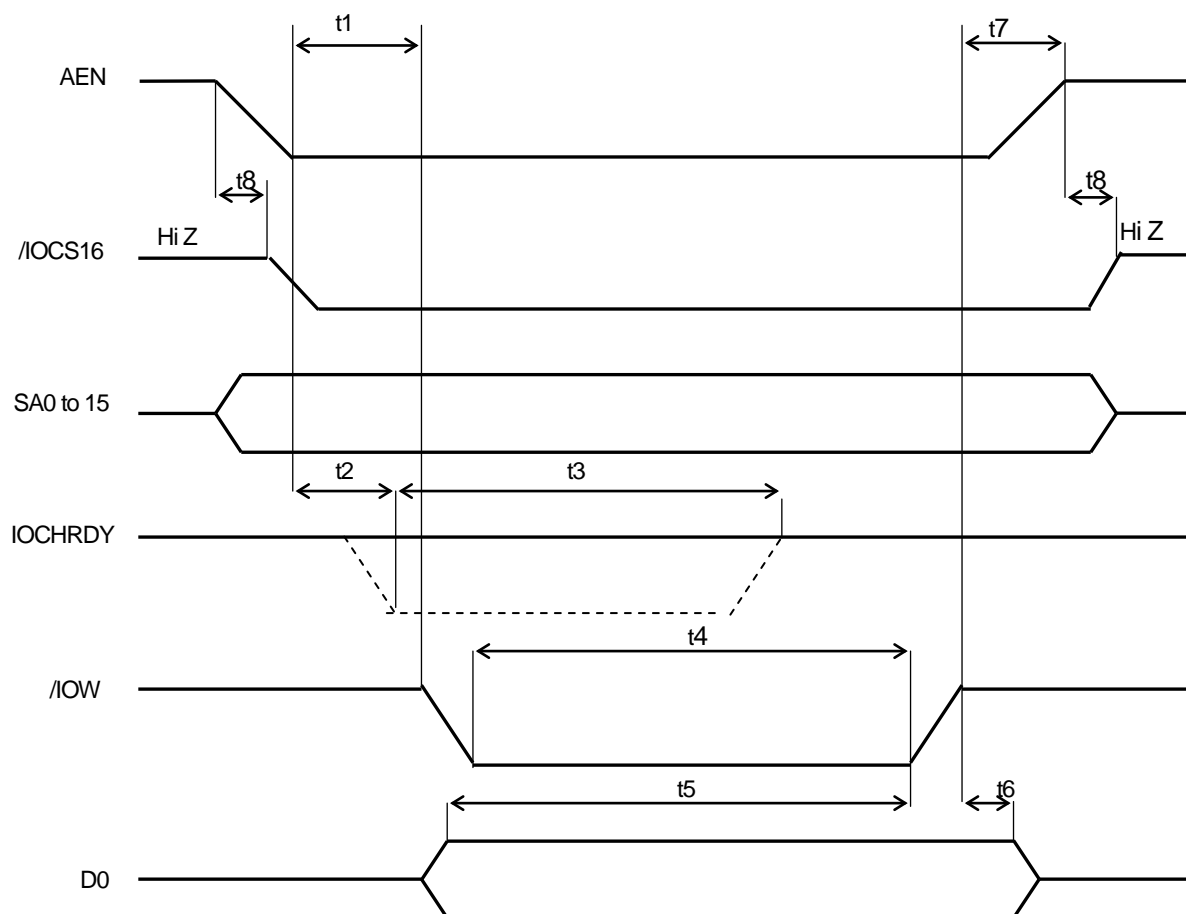 t1
t7
AEN
t8
t8
Hi Z
Hi Z
/IOCS16
SA0 to 15
t2
t3
IOCHRDY
t4
/IOW
t5
t6
D0